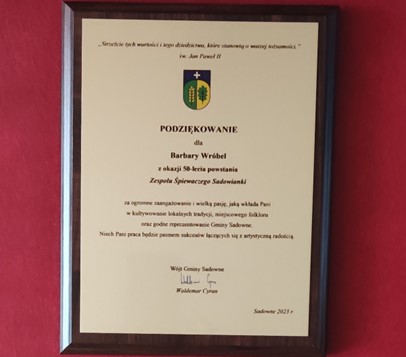 „Strzeżcie tych wartości i tego dziedzictwa, które stanowią o waszej tożsamości.”
św. Jan Paweł II
PODZIĘKOWANIE
dla
Barbary Wróbel
z okazji 50-lecia powstania
Zespołu Śpiewaczego Sadowianki
za ogromne zaangażowanie i wielką pasję, jaką wkłada Pani
w kultywowanie lokalnych tradycji, miejscowego folkloru
oraz godne reprezentowanie Gminy Sadowne.
Niech Pani praca będzie pasmem sukcesów łączących się z artystyczną radością.
Wójt Gminy Sadowne
Waldemar Cyran
Sadowne 2023 r.